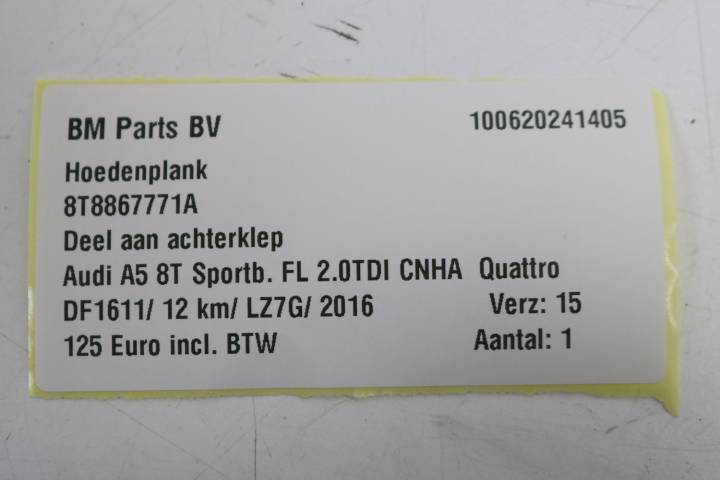 BM Parts BV 100620241405
Hoedenplank
8T8867771A
Deel aan achterklep
Audi A5 8T Sportb. FL 2.0TDI CNHA Quattro
DF1611/ 12 km/ LZ7G/ 2016 Verz: 15
125 Euro incl. BTW Aantal: 1